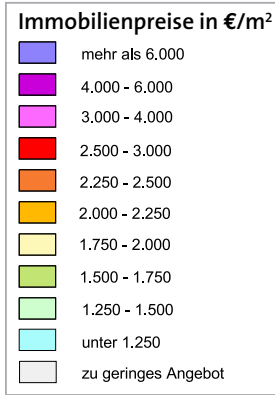 Immobilienpreise in €/m²
mehr als 6.000
4.000 - 6.000
3.000 - 4.000
2.500 - 3.000
2.250 - 2.500
2.000 - 2.250
1.750 - 2.000
1.500 - 1.750
1.250 - 1.500
unter 1.250
zu geringes Angebot